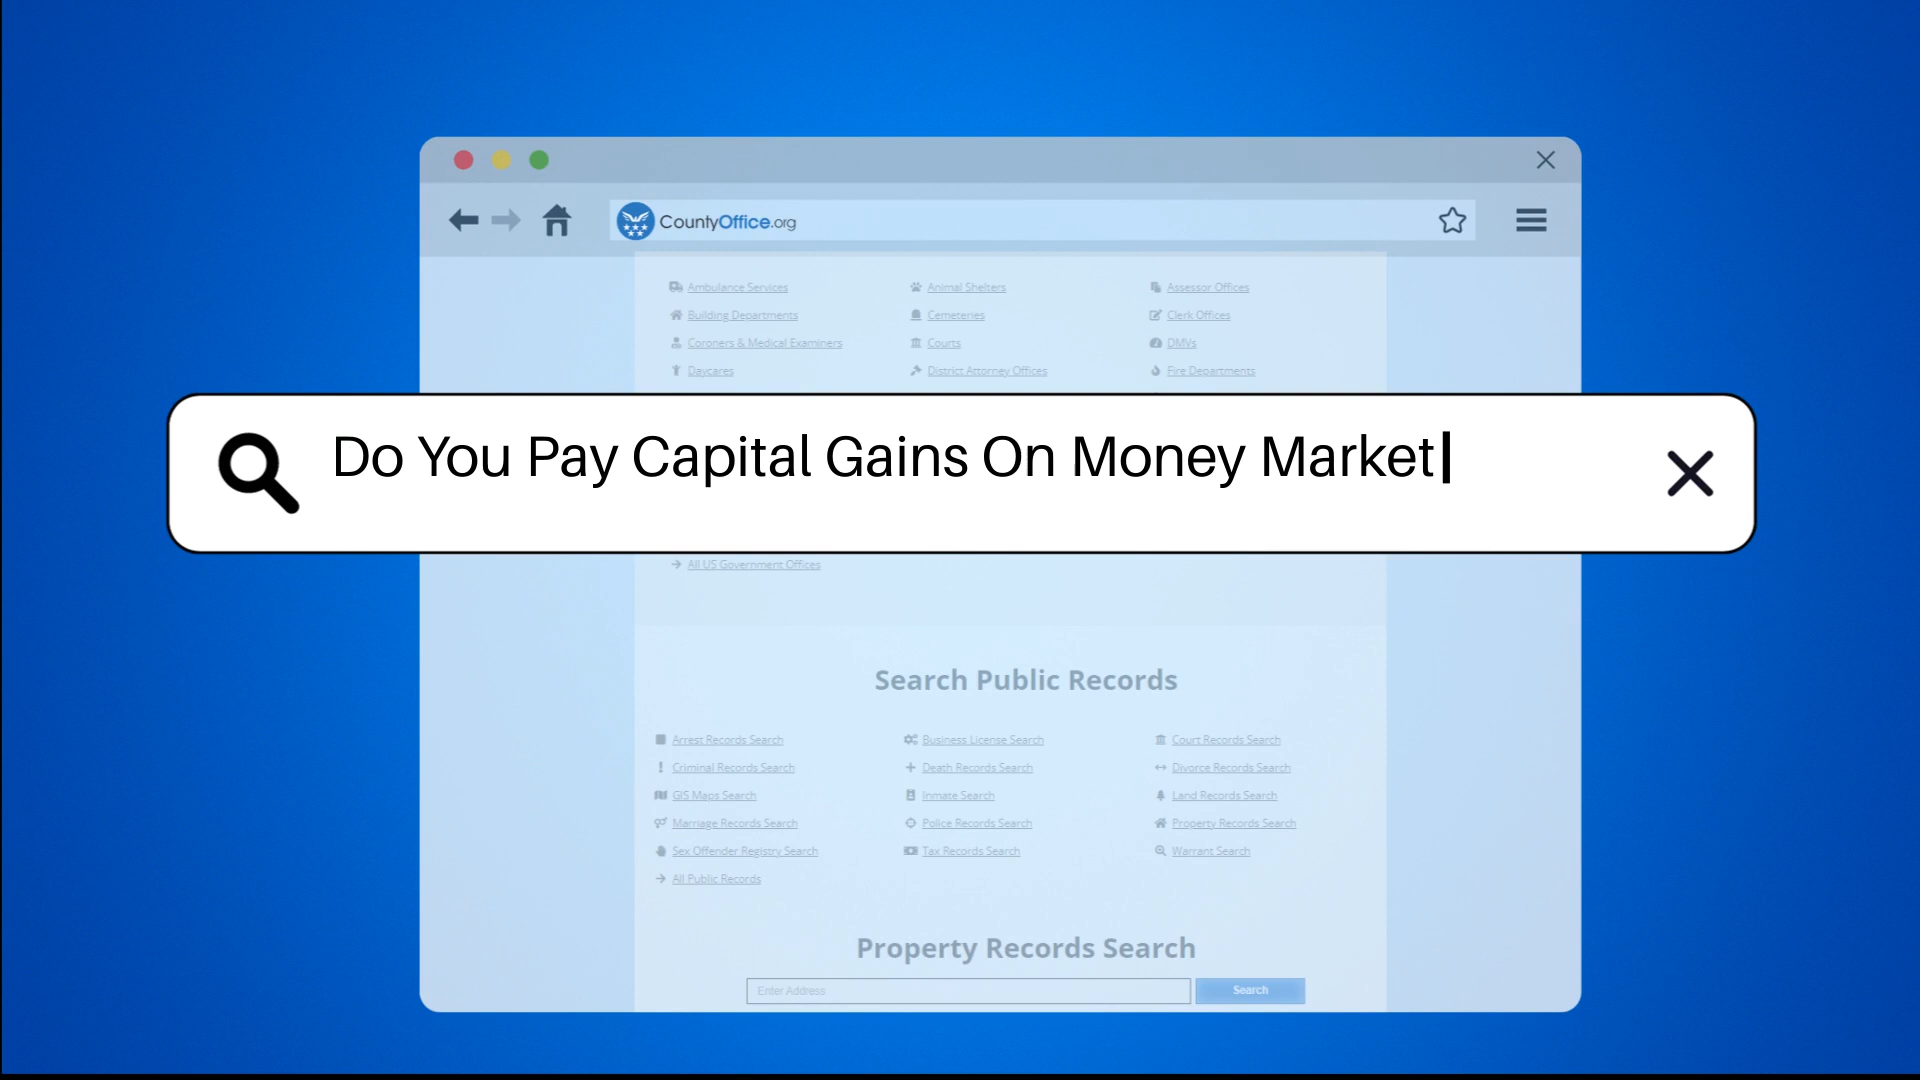 CountyOffice.org
Ambulance Services Animal Shelters Assessor Offices
Building Departments Cemeteries Clerk Offices
Coroners & Medical Examiners Courts DMVs
Daycares District Attorney Offices Fire Departments
Do You Pay Capital Gains On Money Market
All US Government Offices
Search Public Records
Arrest Records Search Business License Search Court Records Search
Criminal Records Search Death Records Search Divorce Records Search
GIS Maps Search Inmate Search Land Records Search
Marriage Records Search Police Records Search Property Records Search
Sex Offender Registry Search Tax Records Search Warrant Search
All Public Records
Property Records Search
Enter Address Search